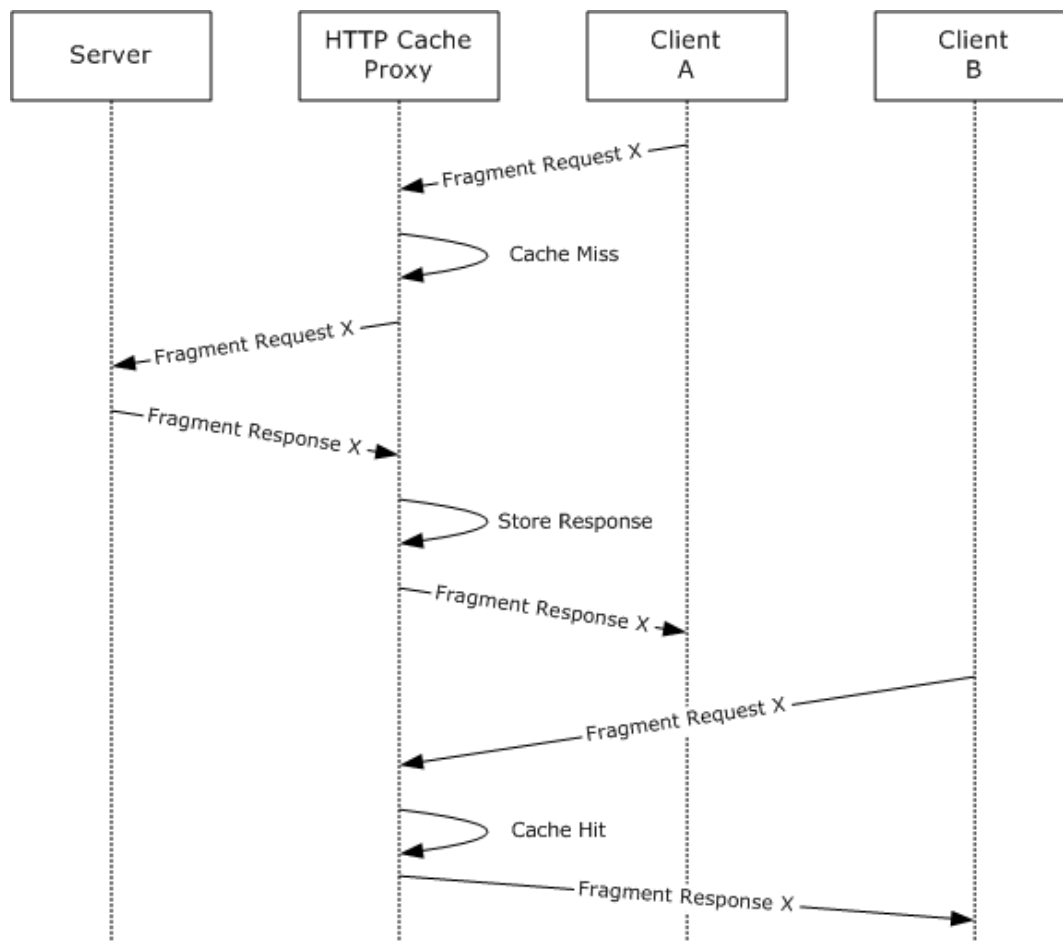 Server
HTTP Cache
Proxy
Client
A
Client
B
Fragment Request X
Cache Miss
Fragment Request X
Fragment Response X
Store Response
Fragment Response X
Fragment Request X
Cache Hit
Fragment Response X